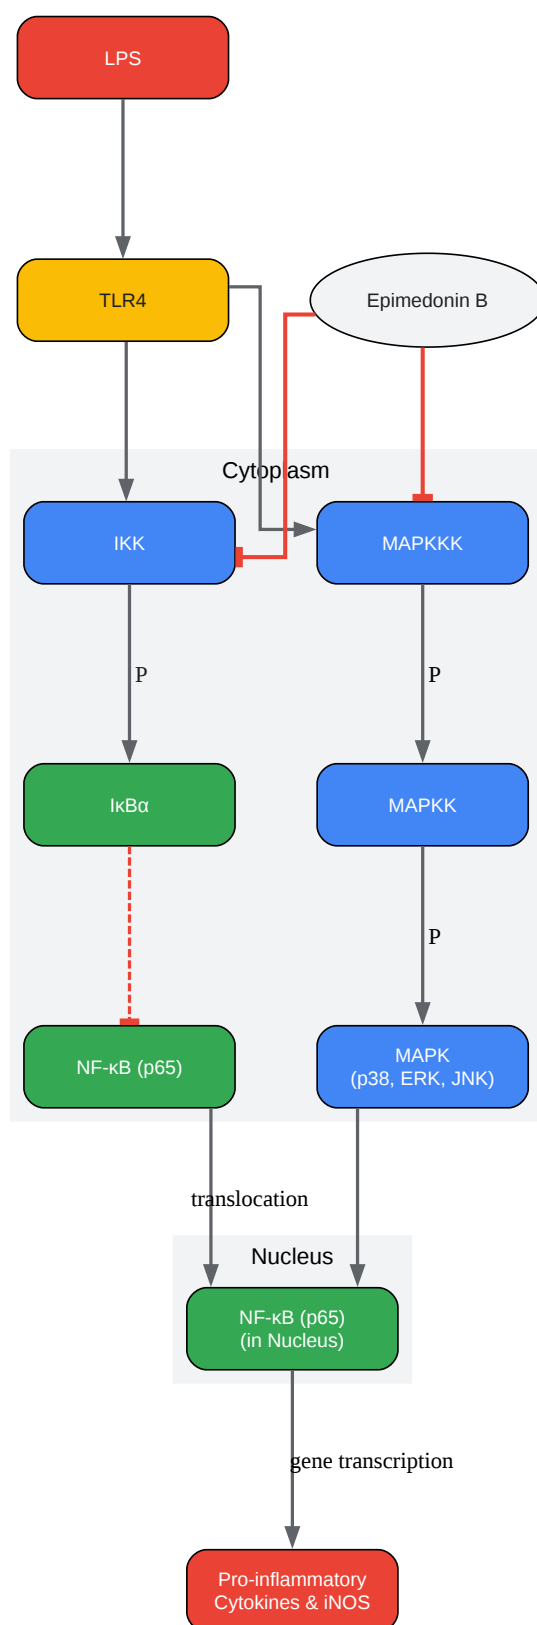 LPS
TLR4
Epimedonin B
Cytoplasm
IKK
MAPKKK
P
P
IκBα
MAPKK
P
NF-κB (p65)
MAPK
(p38, ERK, JNK)
translocation
Nucleus
NF-κB (p65)
(in Nucleus)
gene transcription
Pro-inflammatory
Cytokines & iNOS